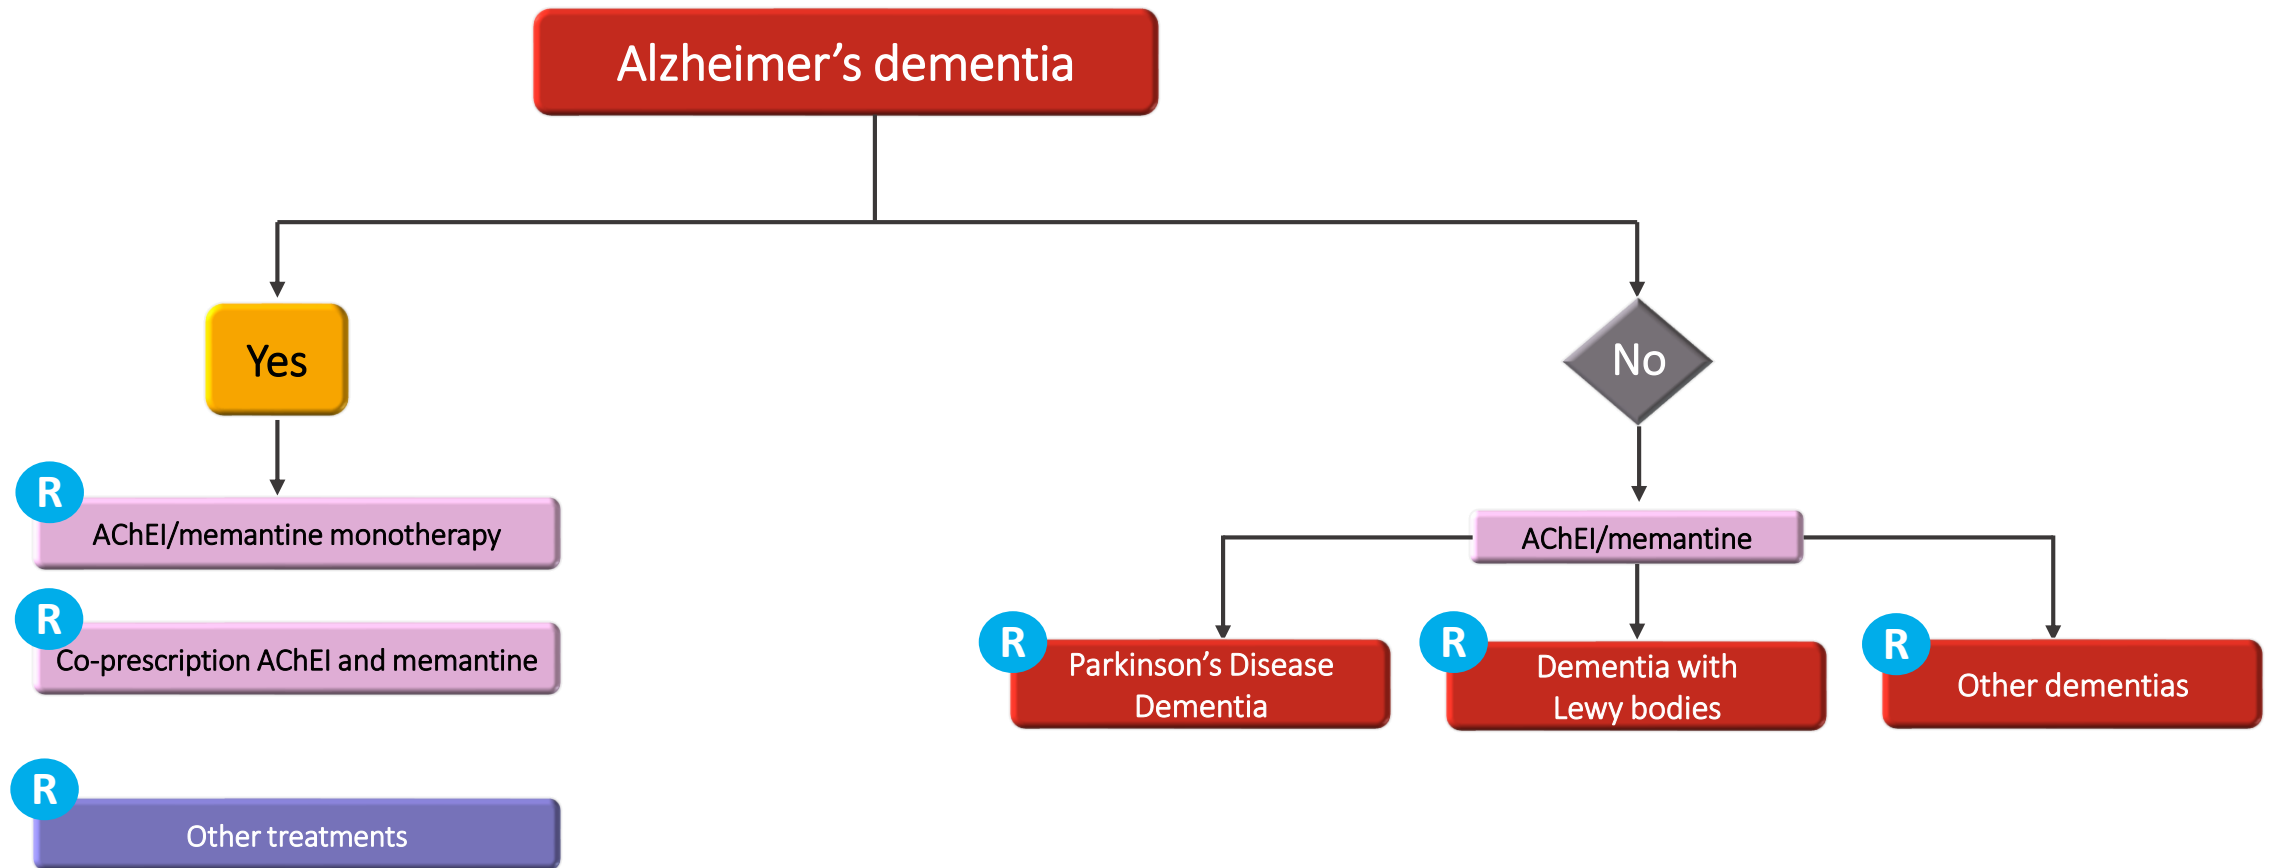 Alzheimer’s dementia
Yes
No
R
AChEI/memantine monotherapy
AChEI/memantine
R
Co-prescription AChEI and memantine
R
Parkinson’s Disease
Dementia
R
Dementia with
Lewy bodies
R
Other dementias
R
Other treatments